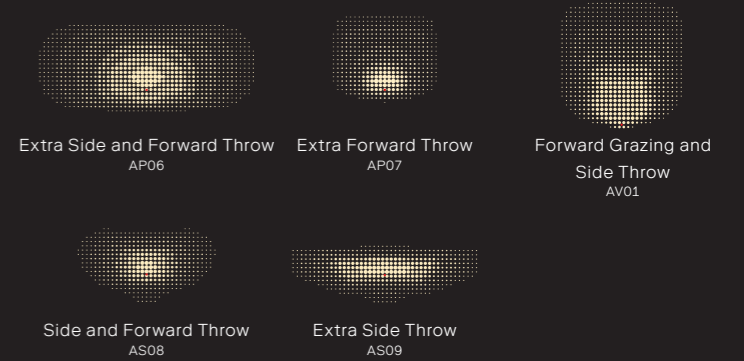 Extra Side and Forward Throw
AP06
Extra Forward Throw
AP07
Forward Grazing and
Side Throw
AV01
Side and Forward Throw
AS08
Extra Side Throw
AS09